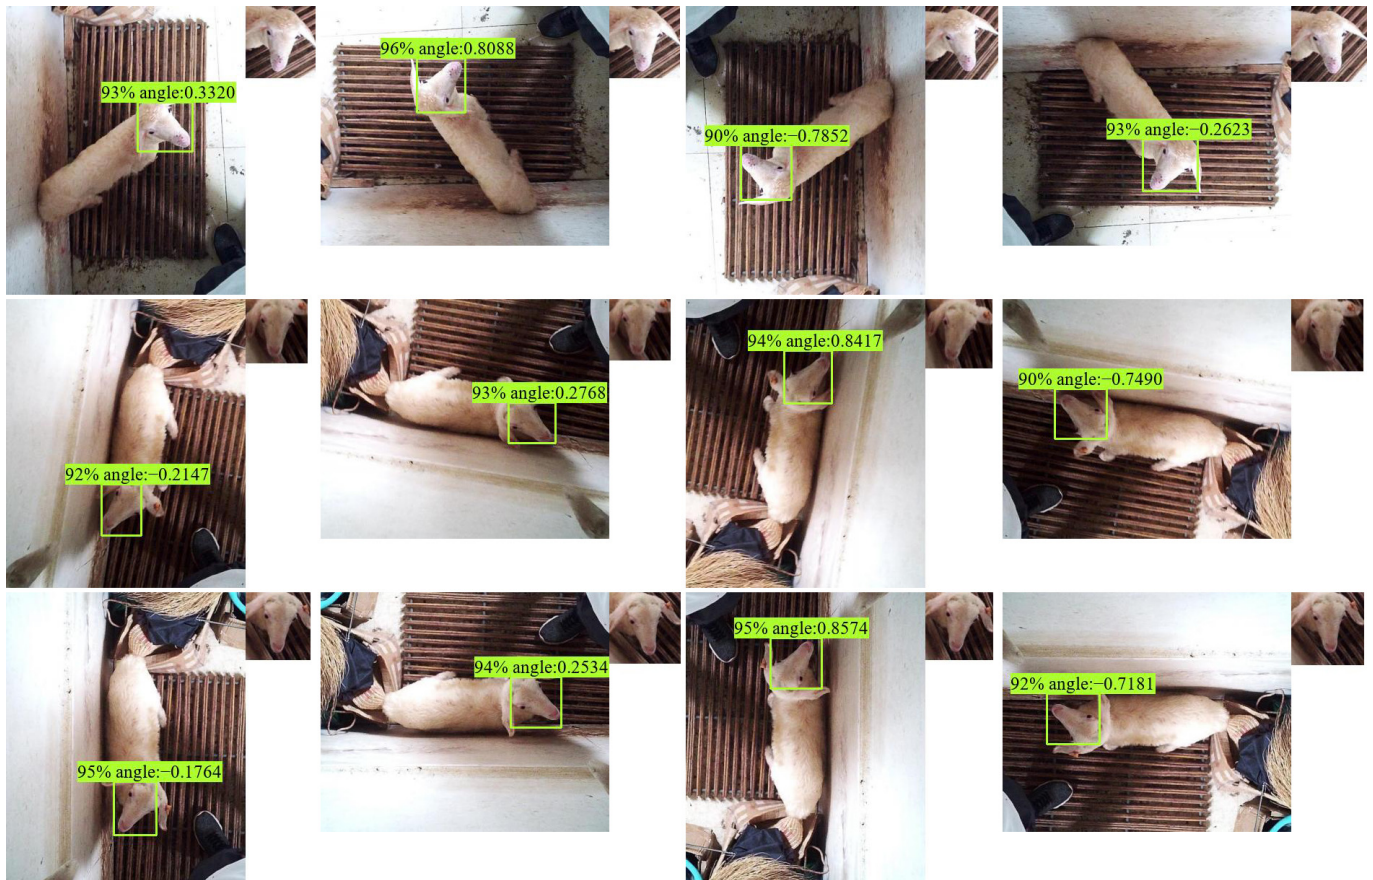 93% angle:0.3320
96% angle:0.8088
90% angle:−0.7852
93% angle:−0.2623
92% angle:−0.2147
93% angle:0.2768
94% angle:0.8417
90% angle:−0.7490
95% angle:−0.1764
94% angle:0.2534
95% angle:0.8574
92% angle:−0.7181